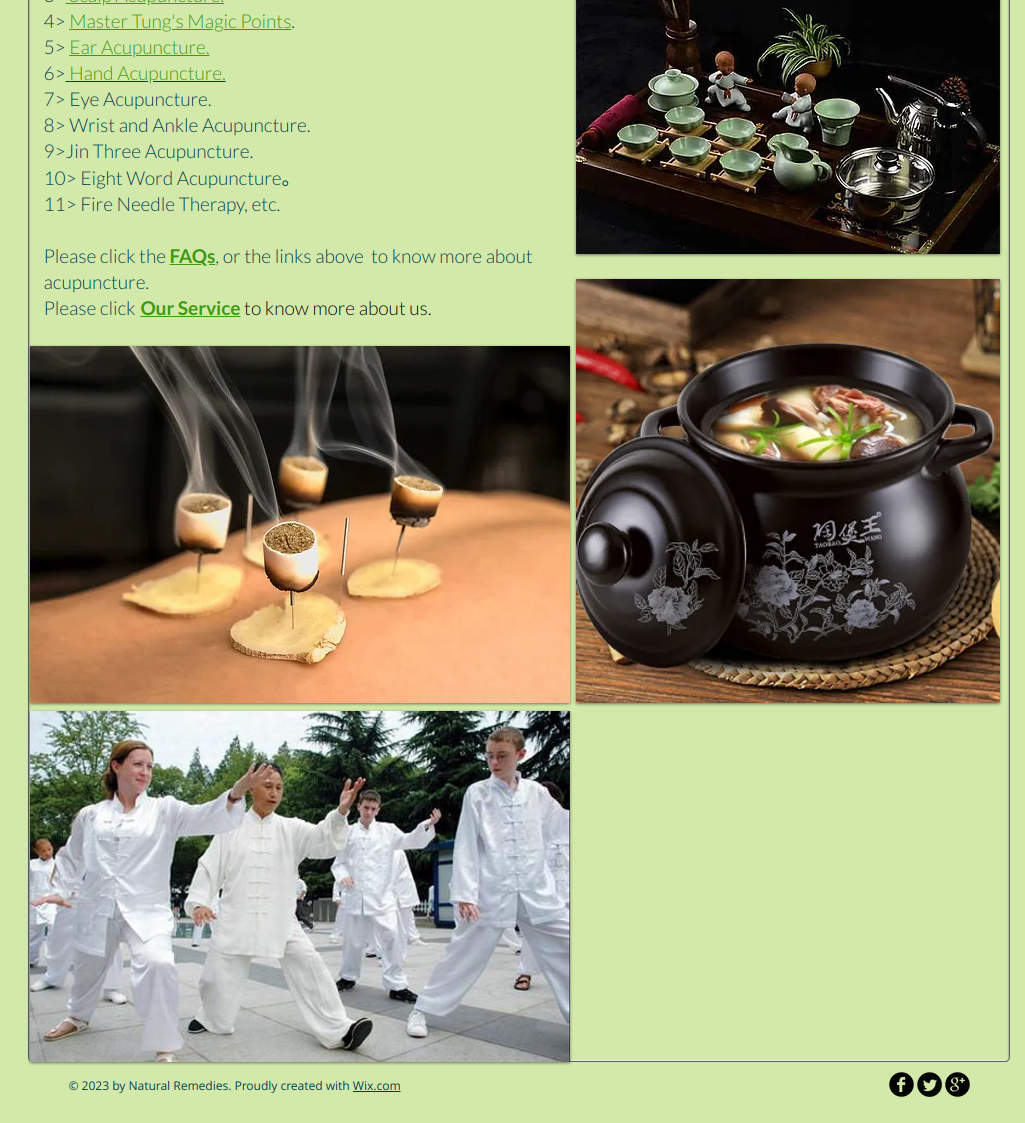 3> Scalp Acupuncture.
4> Master Tung's Magic Points.
5> Ear Acupuncture.
6> Hand Acupuncture.
7> Eye Acupuncture.
8> Wrist and Ankle Acupuncture.
9>Jin Three Acupuncture.
10> Eight Word Acupuncture。
11> Fire Needle Therapy, etc.
Please click the FAQs, or the links above  to know more about
acupuncture.
Please click Our Service to know more about us.
陶煲王
TAOBAO WANG
© 2023 by Natural Remedies. Proudly created with Wix.com